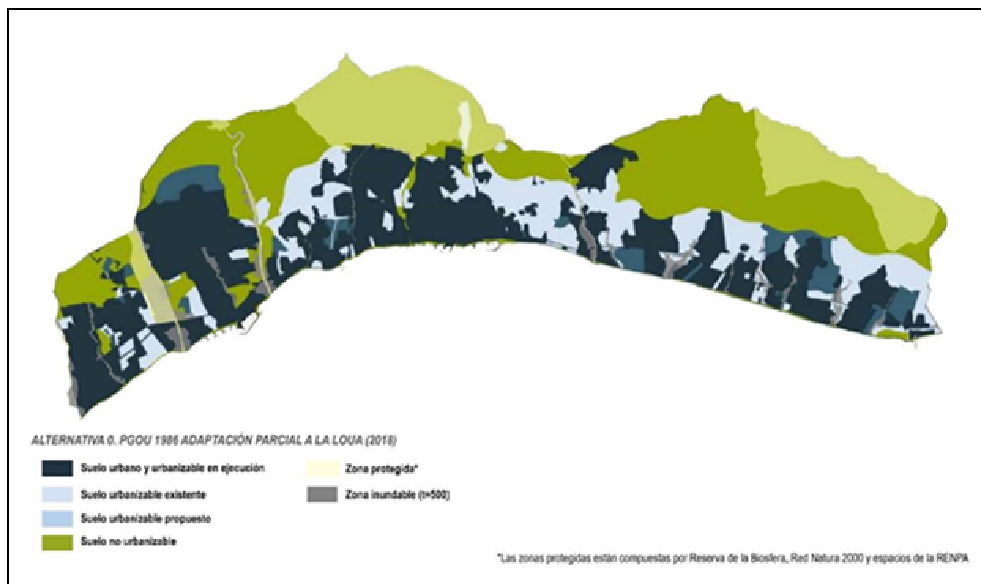 ALTERNATIVA 0. PGOU 1986 ADAPTACIÓN PARCIAL A LA LOUA (2018)
Suelo urbano y urbanizable en ejecución
Suelo urbanizable existente
Suelo urbanizable propuesto
Suelo no urbanizable
Zona protegida*
Zona inundable (t=500)
*Las zonas protegidas están compuestas por Reserva de la Biosfera, Red Natura 2000 y espacios de la RENPA